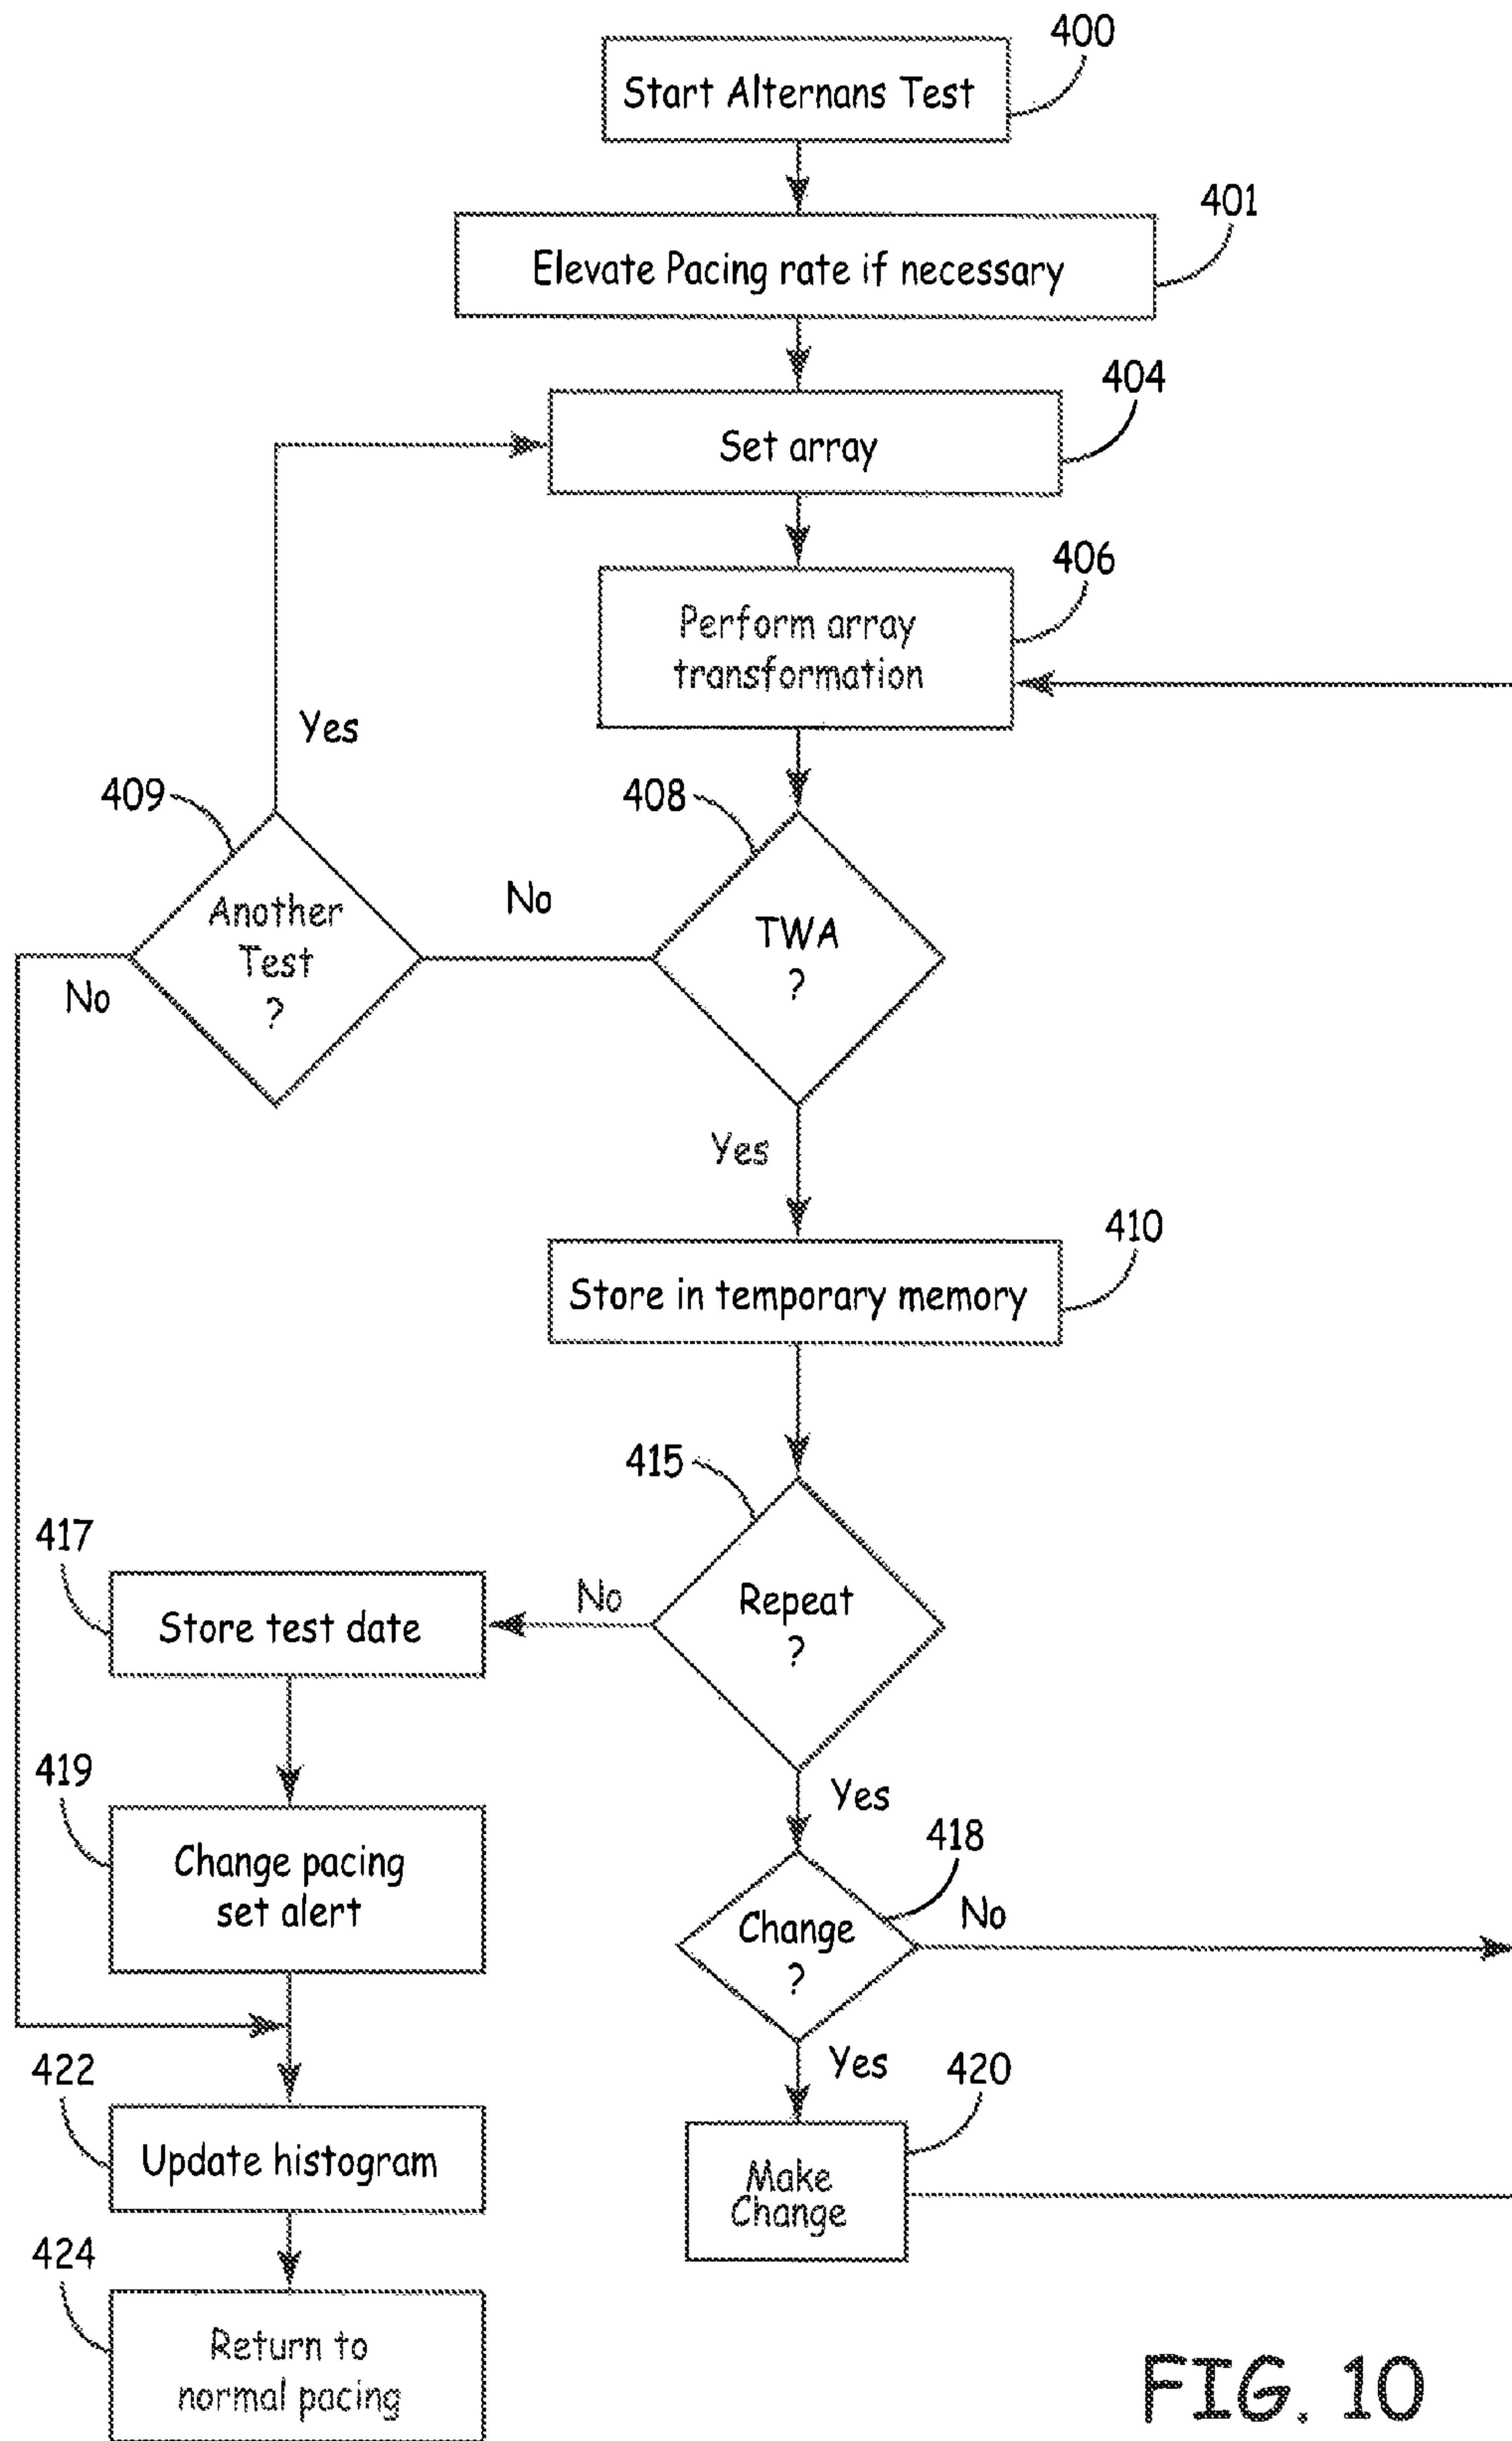 400
Start Alternans Test
401
Elevate Pacing rate if necessary
404
Set array
406
Perform array
transformation
Yes
409
408
Another
Test
?
No
TWA
?
No
Yes
410
Store in temporary memory
415
417
Repeat
?
No
Store test date
Yes
419
418
Change pacing
set alert
Change
?
No
Yes
422
420
Update histogram
Make
Change
424
Return to
normal pacing
FIG. 10